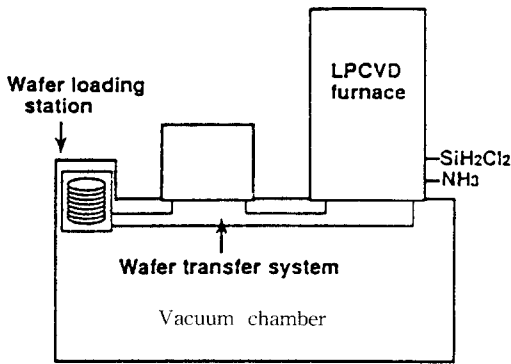 LPCVD
furnace
Wafer loading
station
SiH2Cl2
NH3
Wafer transfer system
Vacuum chamber